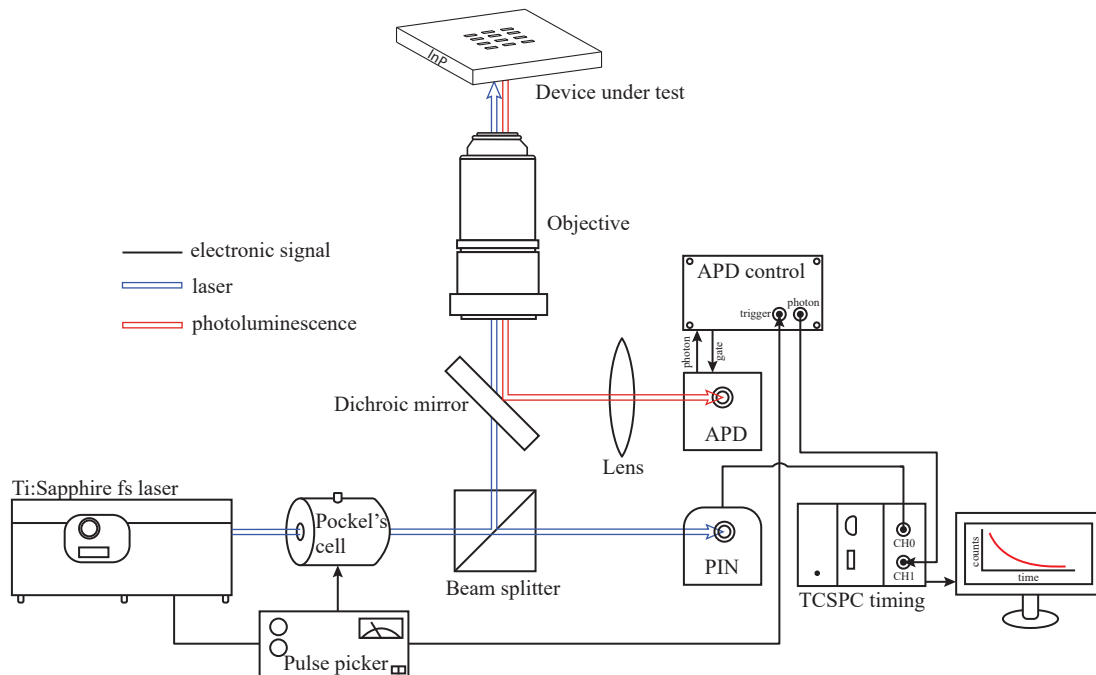 InP
Device under test
Objective
electronic signal
laser
photoluminescence
APD control
trigger
photon
photon
gate
Dichroic mirror
APD
Lens
Ti:Sapphire fs laser
Pockel's
cell
Beam splitter
PIN
CH0
CH1
TCSPC timing
counts
time
Pulse picker